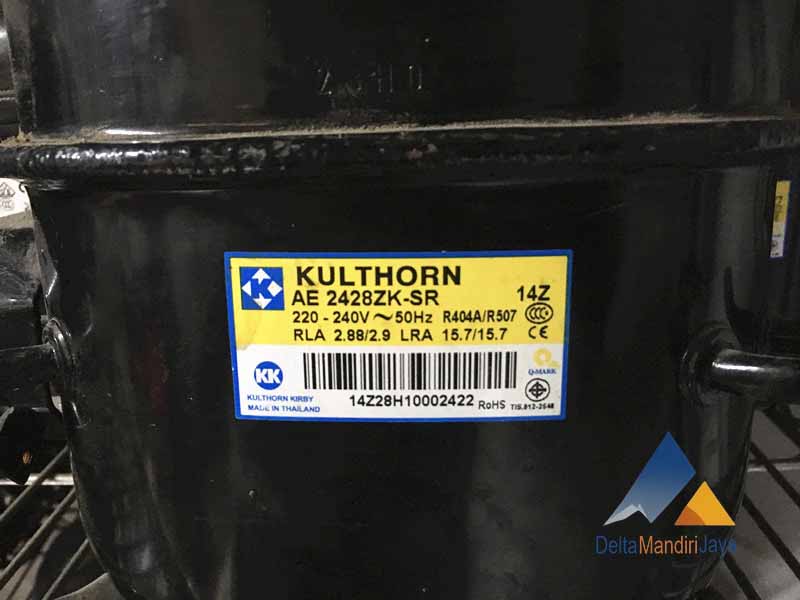 KULTHORN
AE 2428ZK-SR 14Z
220 - 240V ~ 50Hz R404A/R507
RLA 2.88/2.9 LRA 15.7/15.7
CCC
CE
KK
KULTHORN KIRBY
MADE IN THAILAND
14Z28H10002422 RoHS
Q-MARK
DeltaMandiriJaya